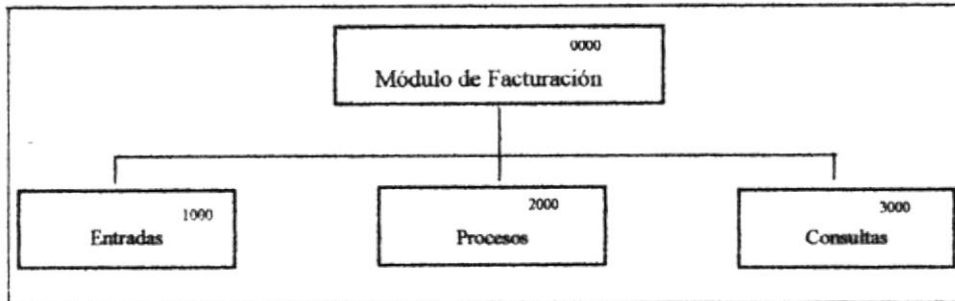 0000
Módulo de Facturación
1000
Entradas
2000
Procesos
3000
Consultas